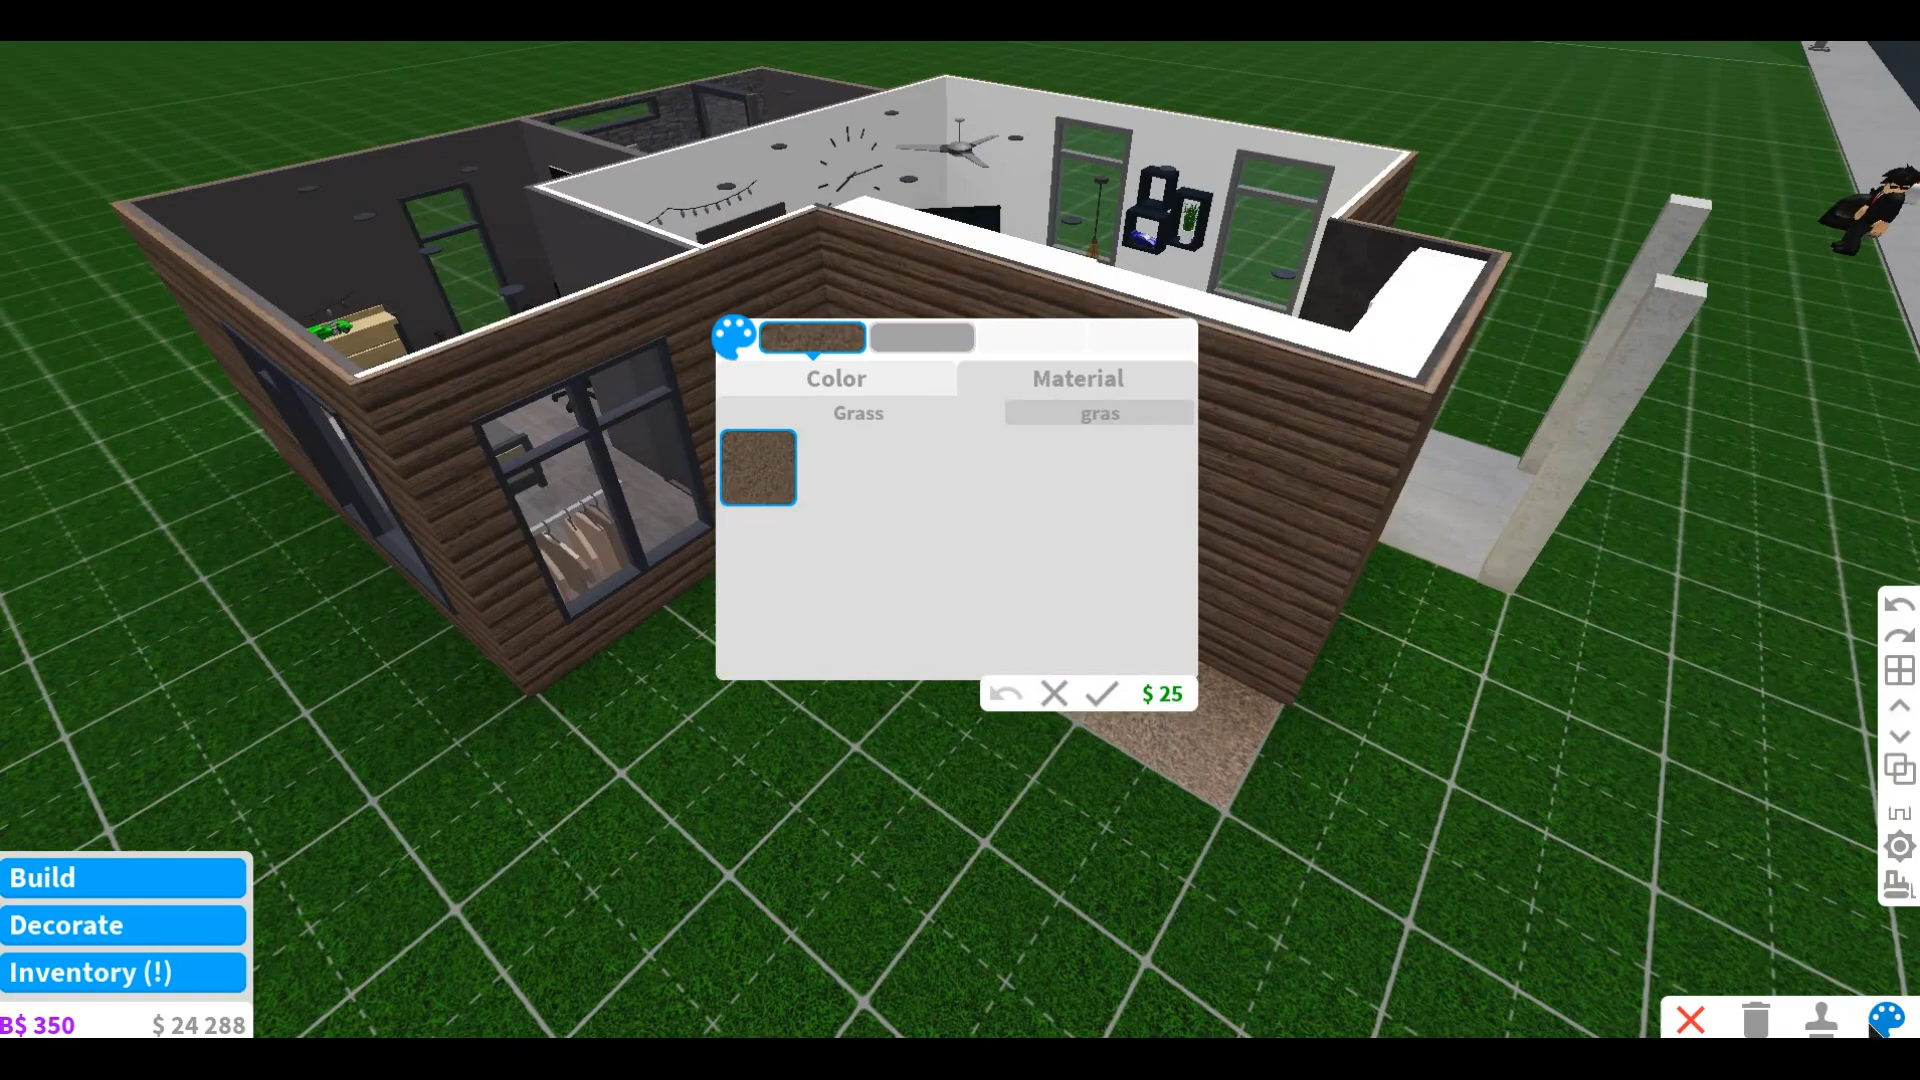 Color
Material
Grass
gras
$ 25
Build
Decorate
Inventory (!)
B$ 350
$ 24 288